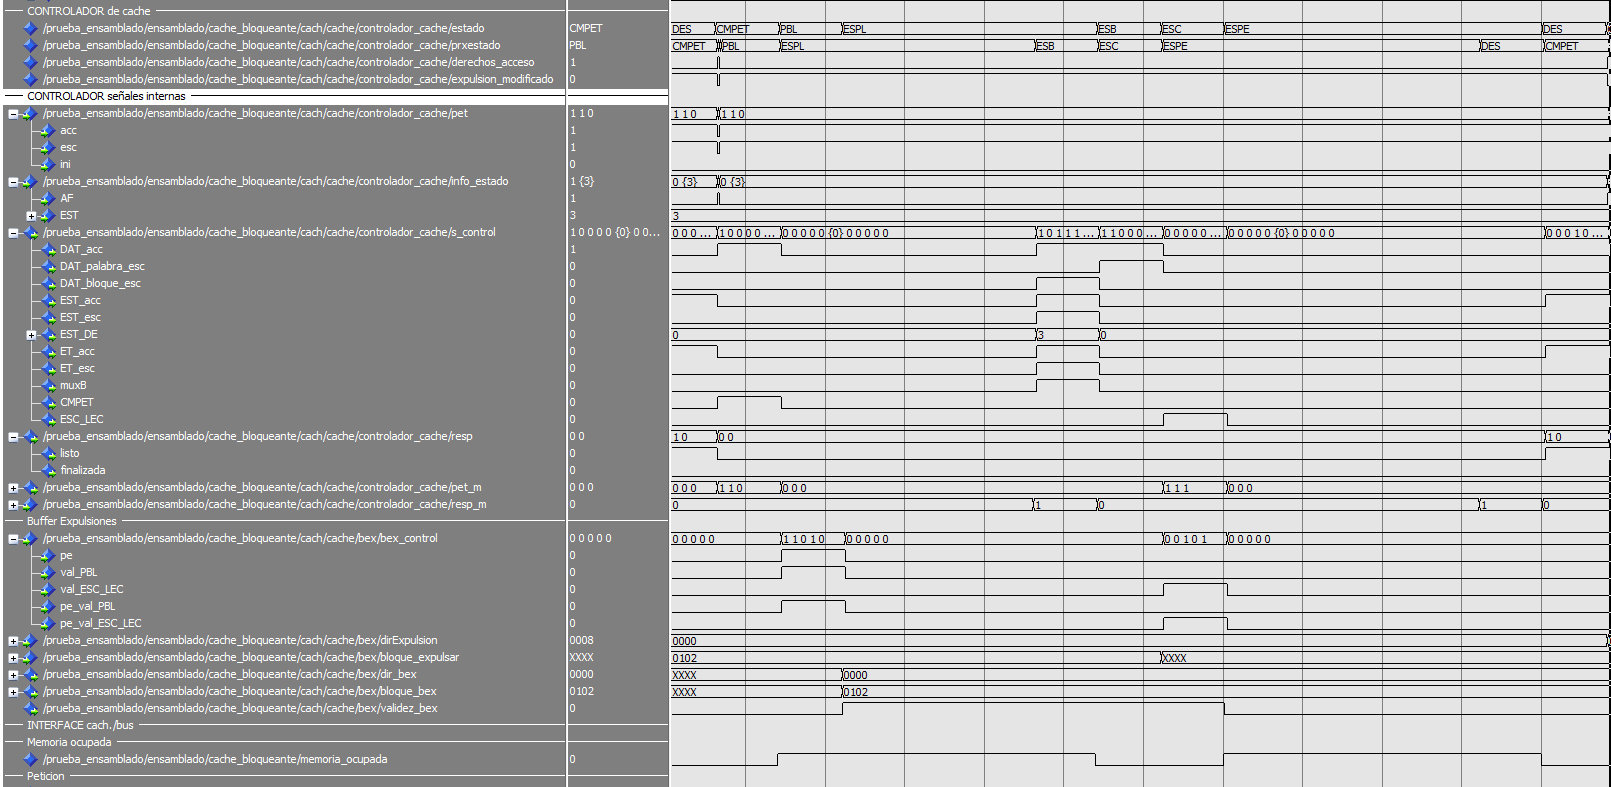 CONTROLADOR de cache
/prueba_ensamblado/ensamblado/cache_bloqueante/cach/cache/controlador_cache/estado CMPET DES CMPET PBL ESPL ESB ESC ESPE DES
/prueba_ensamblado/ensamblado/cache_bloqueante/cach/cache/controlador_cache/prxestado PBL CMPET PBL ESPL ESB ESC ESPE DES CMPET
/prueba_ensamblado/ensamblado/cache_bloqueante/cach/cache/controlador_cache/derechos_acceso 1
/prueba_ensamblado/ensamblado/cache_bloqueante/cach/cache/controlador_cache/expulsion_modificado 0
CONTROLADOR señales internas
/prueba_ensamblado/ensamblado/cache_bloqueante/cach/cache/controlador_cache/pet 1 1 0 1 1 0 1 1 0
acc 1
esc 1
ini 0
/prueba_ensamblado/ensamblado/cache_bloqueante/cach/cache/controlador_cache/info_estado 1 {3} 0 {3} 0 {3}
AF 1
EST 3 3
/prueba_ensamblado/ensamblado/cache_bloqueante/cach/cache/controlador_cache/s_control 1 0 0 0 0 {0} 0 0... 0 0 0 ... 1 0 0 0 0 ... 0 0 0 0 0 {0} 0 0 0 0 0 1 0 1 1 1 ... 1 1 0 0 0 ... 0 0 0 0 0 ... 0 0 0 0 0 {0} 0 0 0 0 0 0 0 0 1 0 ...
DAT_acc 1
DAT_palabra_esc 0
DAT_bloque_esc 0
EST_acc 0
EST_esc 0
EST_DE 0 0 3 0
ET_acc 0
ET_esc 0
muxB 0
CMPET 0
ESC_LEC 0
/prueba_ensamblado/ensamblado/cache_bloqueante/cach/cache/controlador_cache/resp 0 0 1 0 0 0 1 0
listo 0
finalizada 0
/prueba_ensamblado/ensamblado/cache_bloqueante/cach/cache/controlador_cache/pet_m 0 0 0 0 0 0 1 1 0 0 0 0 1 1 1 0 0 0
/prueba_ensamblado/ensamblado/cache_bloqueante/cach/cache/controlador_cache/resp_m 0 0 1 0 1 0
Buffer Expulsiones
/prueba_ensamblado/ensamblado/cache_bloqueante/cach/cache/bex/bex_control 0 0 0 0 0 0 0 0 0 0 1 1 0 1 0 0 0 0 0 0 0 0 1 0 1 0 0 0 0 0
pe 0
val_PBL 0
val_ESC_LEC 0
pe_val_PBL 0
pe_val_ESC_LEC 0
/prueba_ensamblado/ensamblado/cache_bloqueante/cach/cache/bex/dirExpulsion 0008 0000
/prueba_ensamblado/ensamblado/cache_bloqueante/cach/cache/bex/bloque_expulsar XXXX 0102 XXXX
/prueba_ensamblado/ensamblado/cache_bloqueante/cach/cache/bex/dir_bex 0000 XXXX 0000
/prueba_ensamblado/ensamblado/cache_bloqueante/cach/cache/bex/bloque_bex 0102 XXXX 0102
/prueba_ensamblado/ensamblado/cache_bloqueante/cach/cache/bex/validez_bex 0
INTERFACE cach./bus
Memoria ocupada
/prueba_ensamblado/ensamblado/cache_bloqueante/memoria_ocupada 0
Peticion